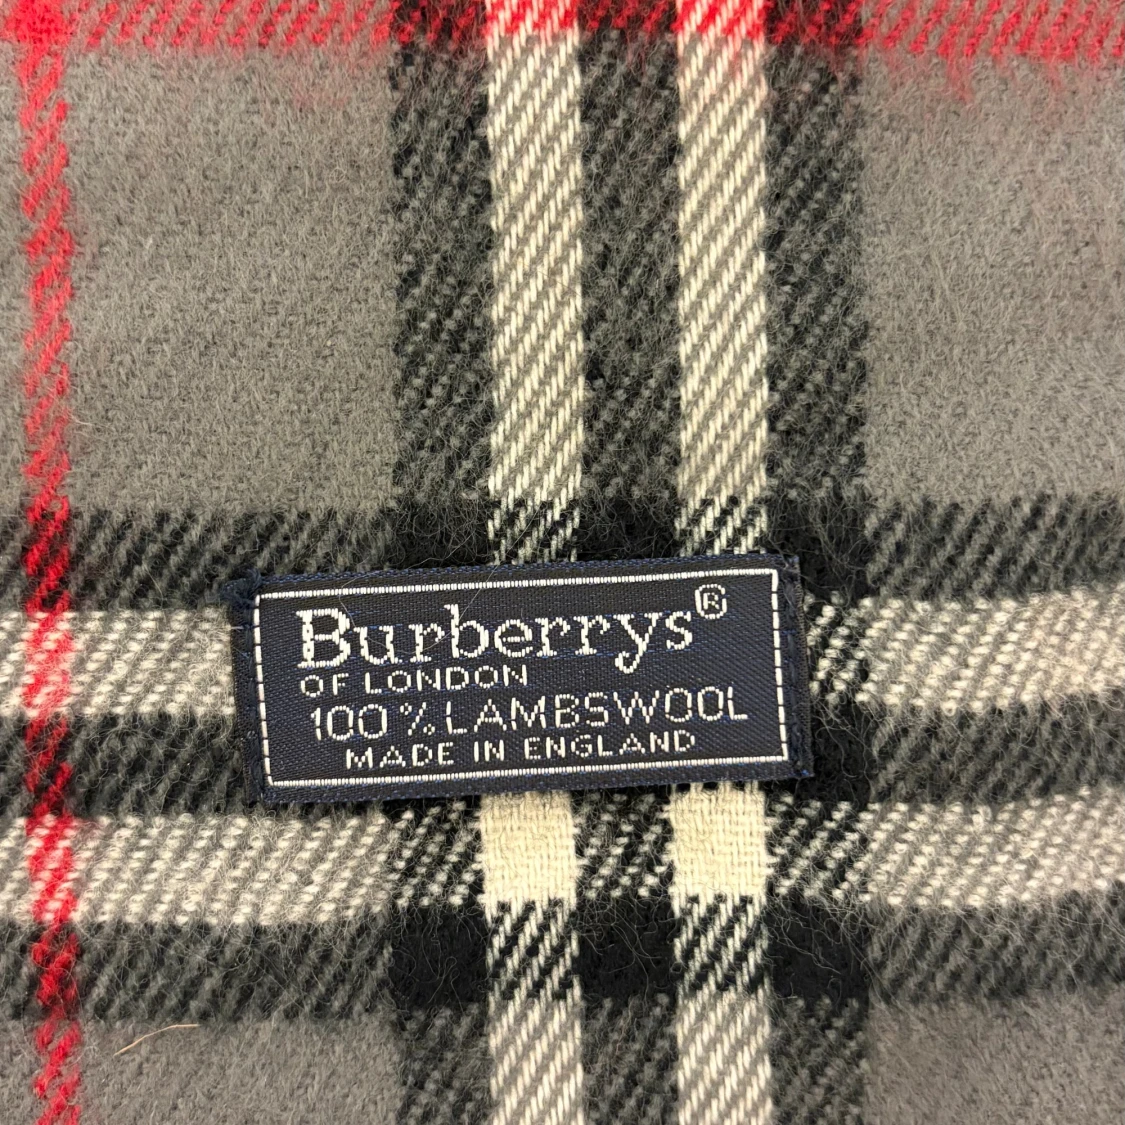 Burberrys®
OF LONDON
100% LAMBSWOOL
MADE IN ENGLAND